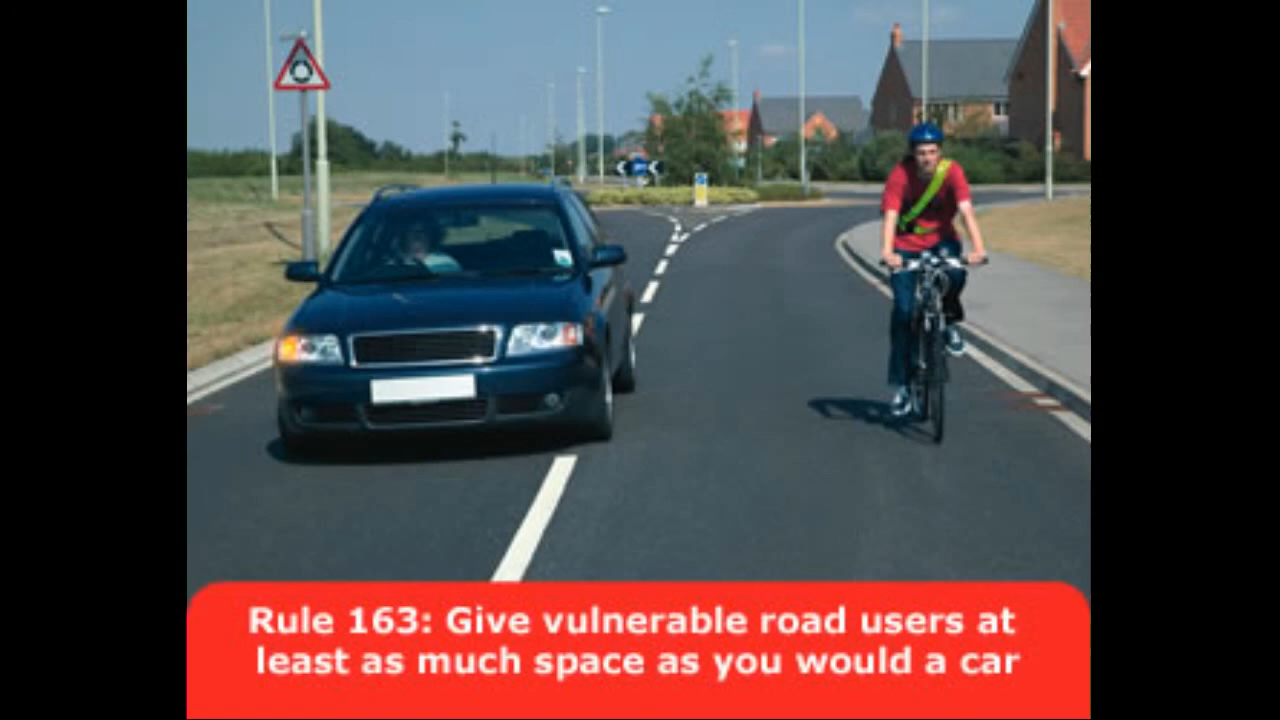 Rule 163: Give vulnerable road users at
least as much space as you would a car